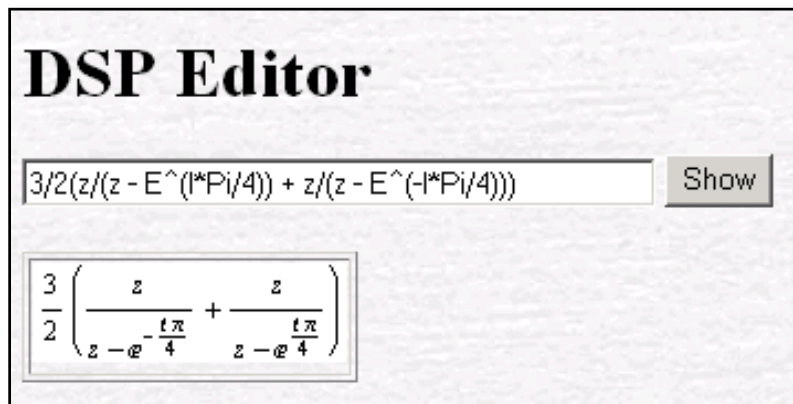 DSP Editor
3/2(z/(z - E^(I*Pi/4)) + z/(z - E^(-I*Pi/4))) Show
3/2 ( z/(z - e^(-iπ/4)) + z/(z - e^(iπ/4)) )